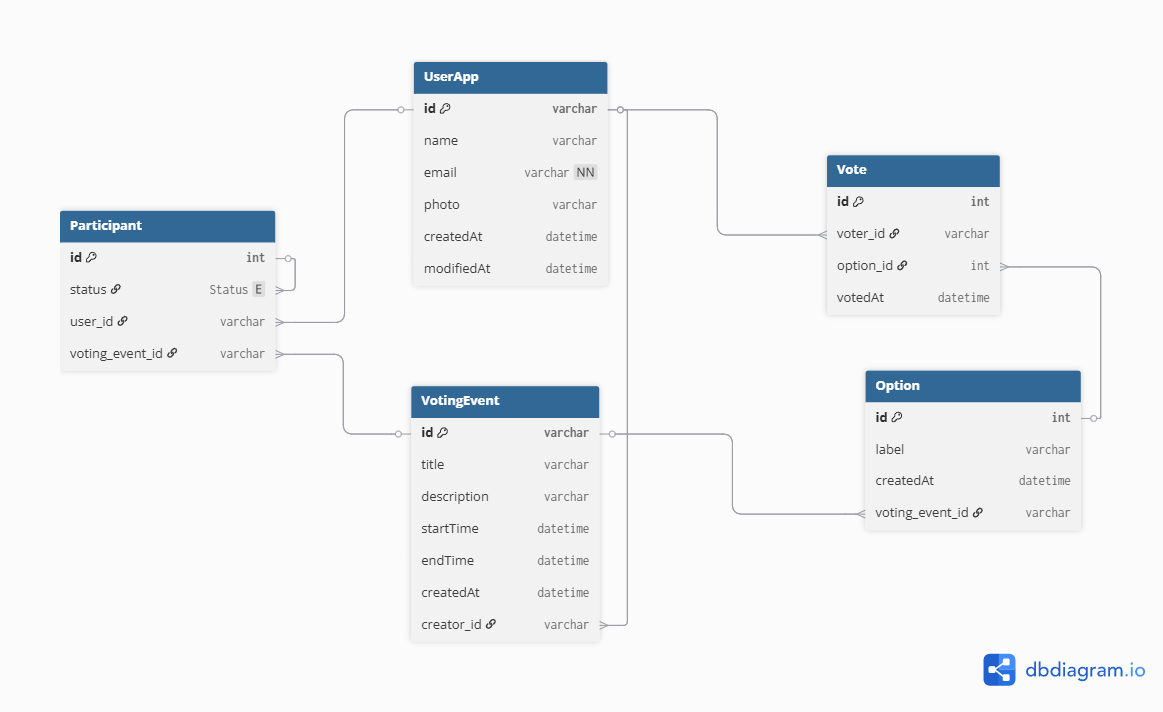 UserApp
id varchar
name varchar
email varchar NN
photo varchar
createdAt datetime
modifiedAt datetime
Vote
id int
voter_id varchar
option_id int
votedAt datetime
Participant
id int
status Status E
user_id varchar
voting_event_id varchar
VotingEvent
id varchar
title varchar
description varchar
startTime datetime
endTime datetime
createdAt datetime
creator_id varchar
Option
id int
label varchar
createdAt datetime
voting_event_id varchar
dbdiagram.io